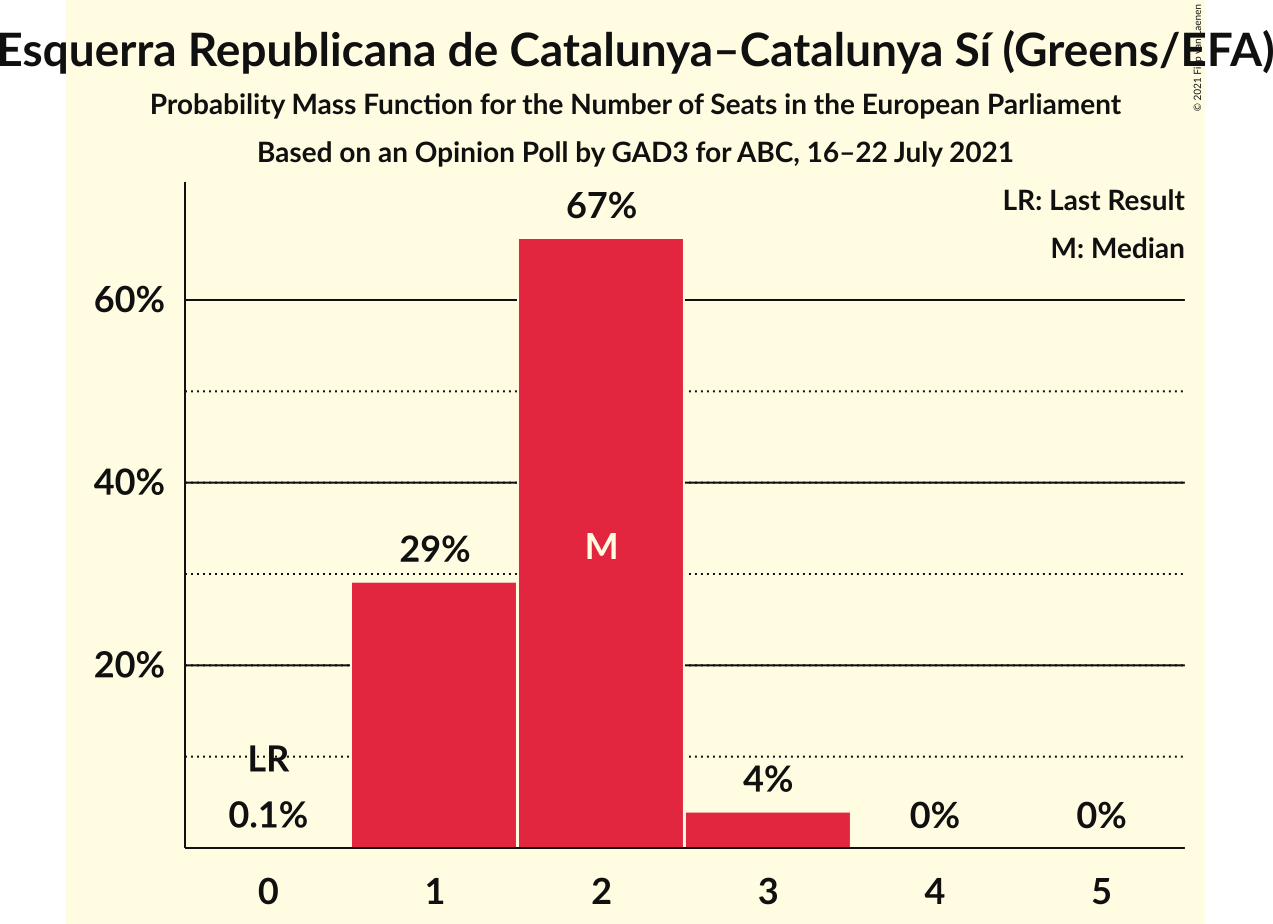 Esquerra Republicana de Catalunya–Catalunya Sí (Greens/EFA)
Probability Mass Function for the Number of Seats in the European Parliament
Based on an Opinion Poll by GAD3 for ABC, 16–22 July 2021
© 2021
LR: Last Result
M: Median
67%
60%
40%
29%
M
20%
LR
0.1%
4%
0%
0%
0 1 2 3 4 5